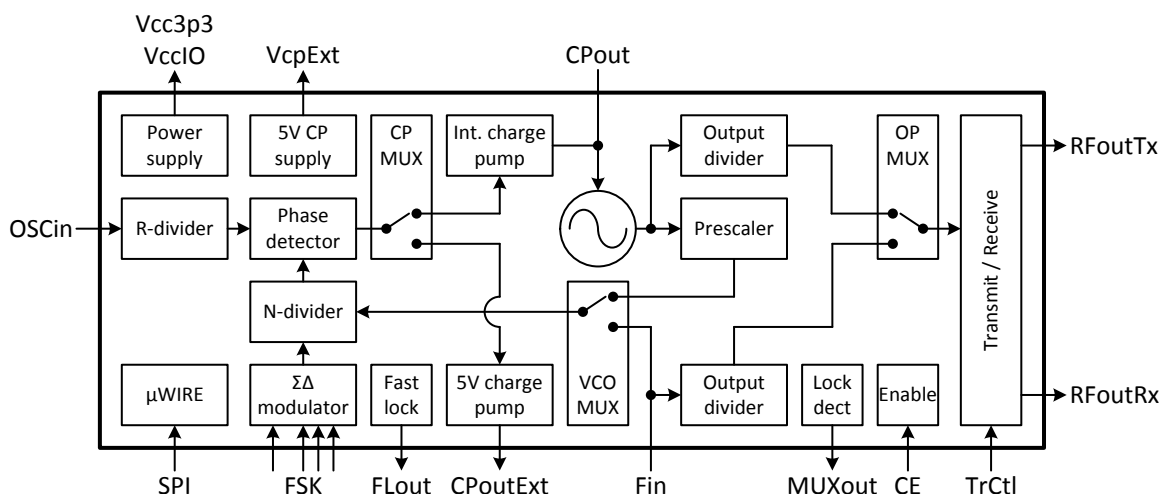 Vcc3p3
VccIO
VcpExt
CPout
Power
supply
5V CP
supply
CP
MUX
Int. charge
pump
Output
divider
OP
MUX
RFoutTx
OSCin
R-divider
Phase
detector
Prescaler
Transmit / Receive
N-divider
µWIRE
ΣΔ
modulator
Fast
lock
5V charge
pump
VCO
MUX
Output
divider
Lock
dect
Enable
RFoutRx
SPI
FSK
FLout
CPoutExt
Fin
MUXout
CE
TrCtl